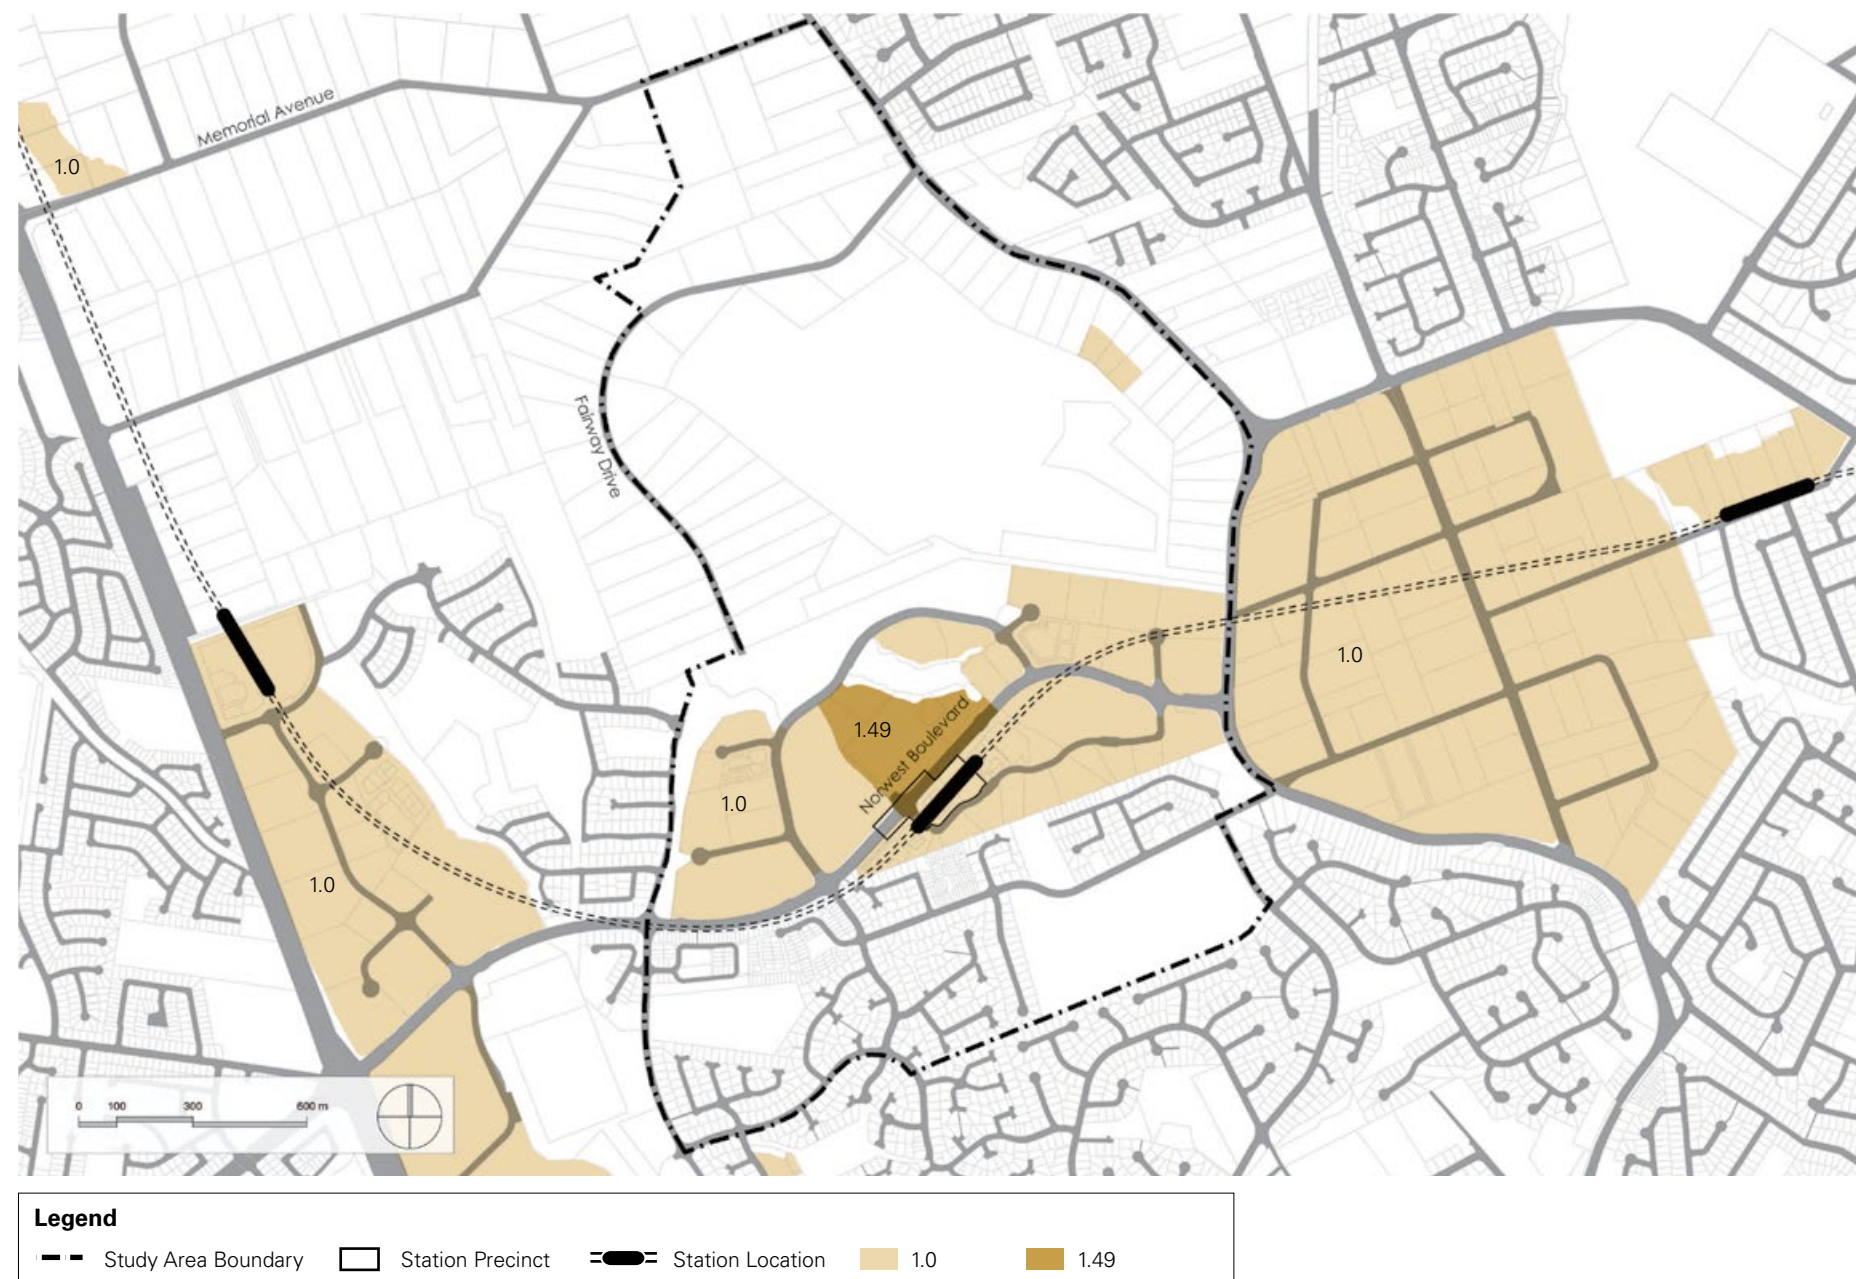 Memorial Avenue
1.0
Fairway Drive
1.0
1.49
Norwest Boulevard
1.0
1.0
0 100 300 600 m
Legend
Study Area Boundary Station Precinct Station Location 1.0 1.49